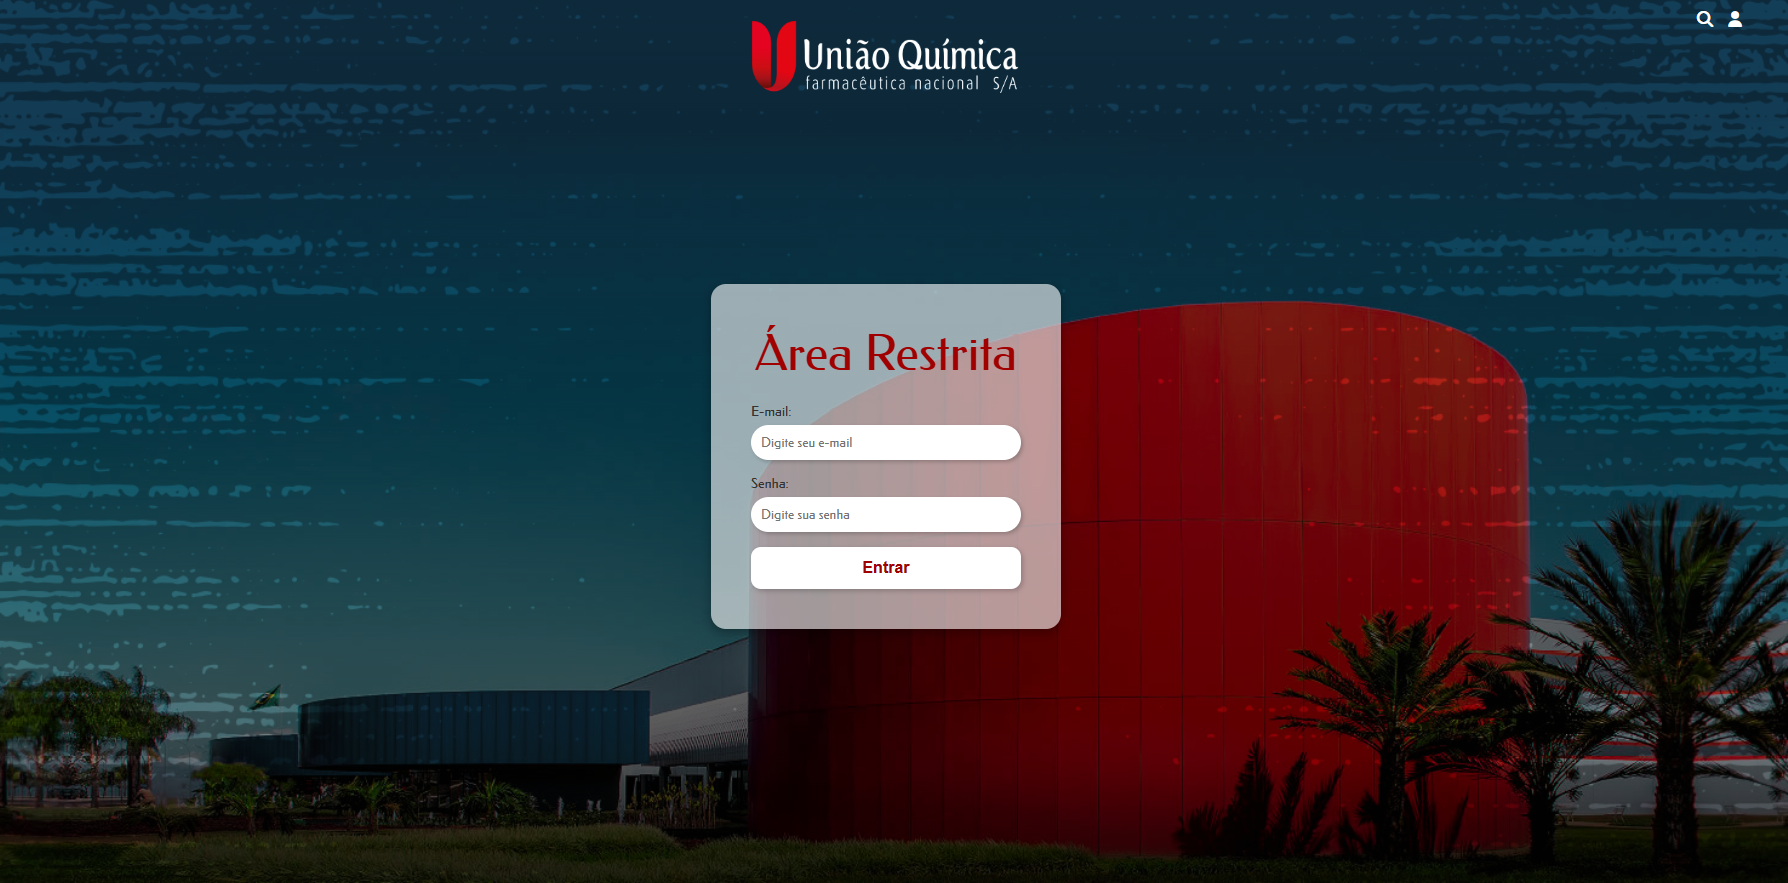 União Química
farmacêutica nacional S/A
Área Restrita
E-mail:
Digite seu e-mail
Senha:
Digite sua senha
Entrar